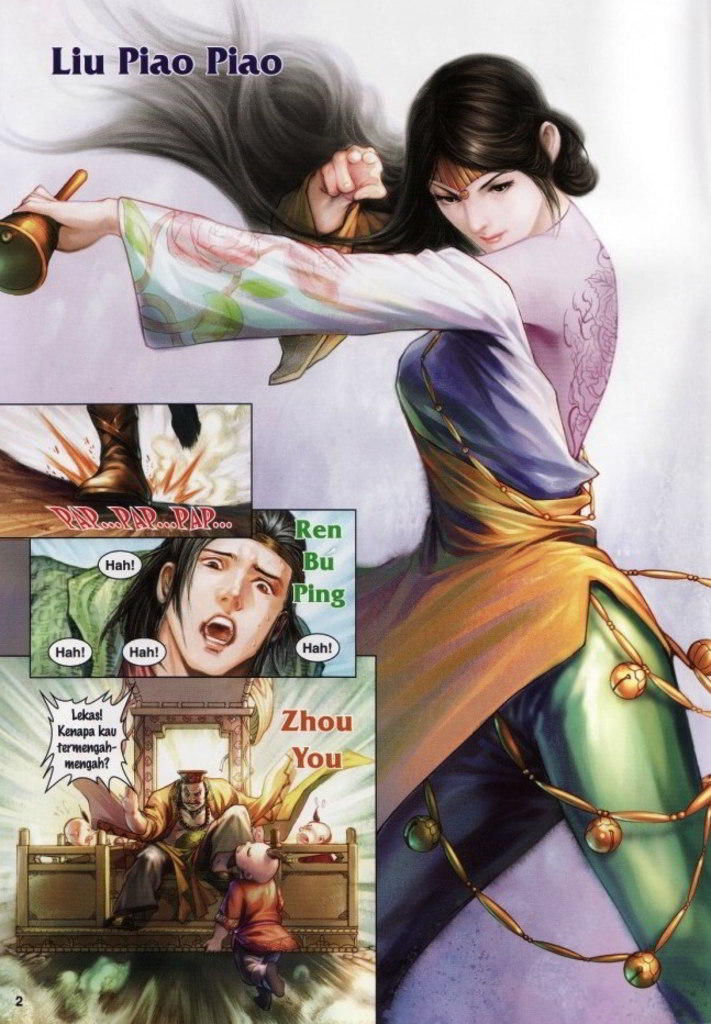 Liu Piao Piao
PAP...PAP...PAP...
Ren
Bu
Ping
Hah!
Hah!
Hah!
Hah!
Zhou
You
Lekas!
Kenapa kau
termengah-
mengah?
2